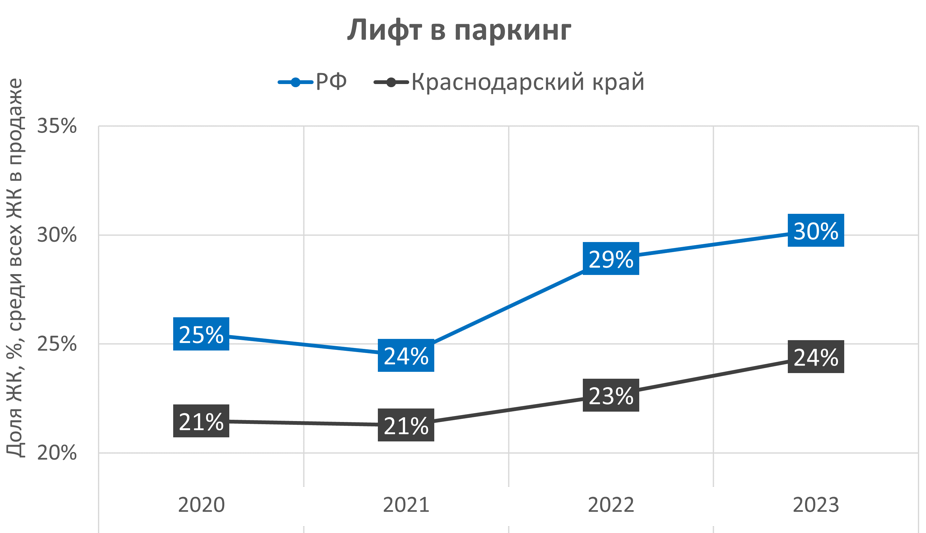 Лифт в паркинг
РФ Краснодарский край
Доля ЖК, %, среди всех ЖК в продаже
35%
30%
25%
20%
25% 24% 29% 30%
21% 21% 23% 24%
2020 2021 2022 2023